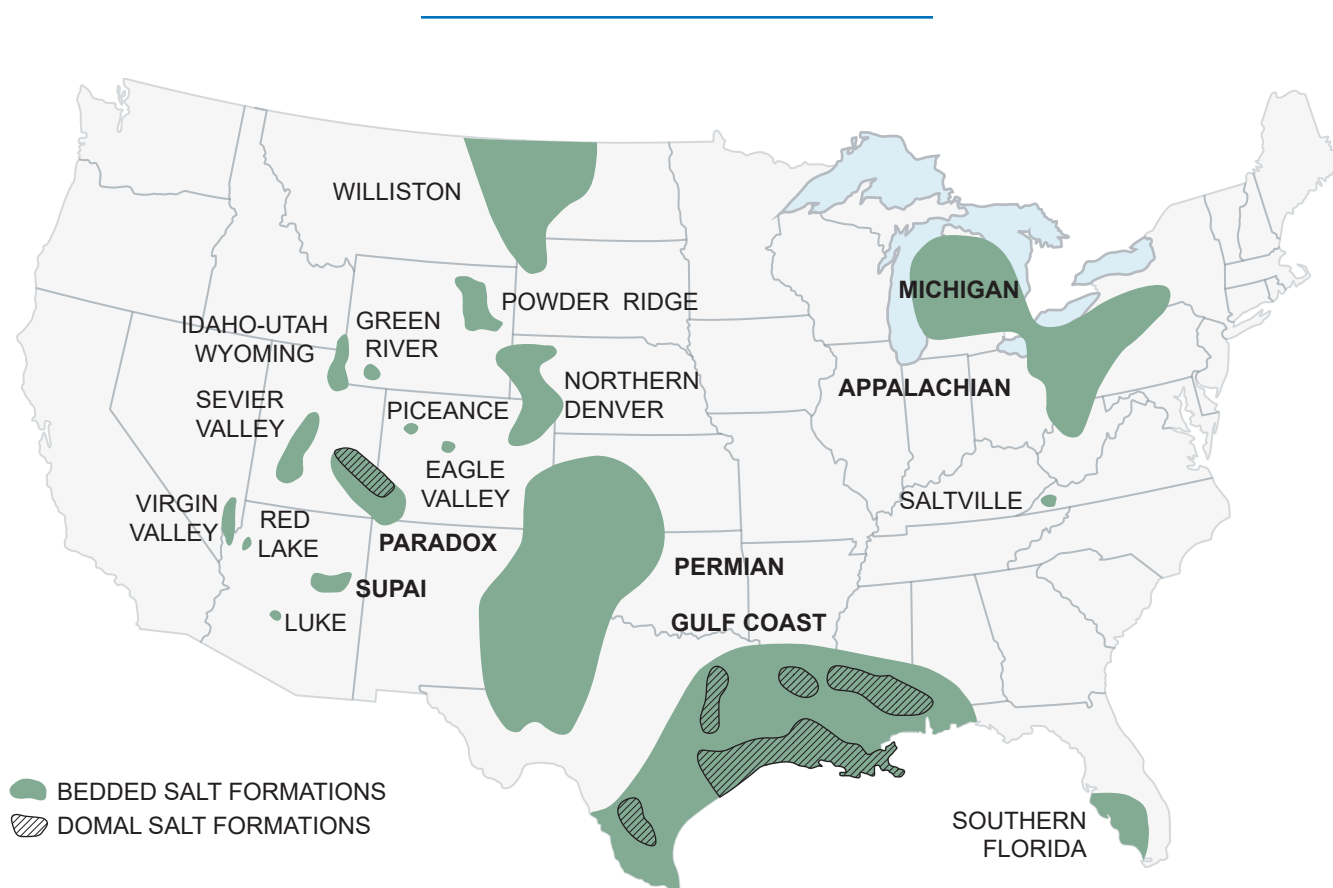 WILLISTON
MICHIGAN
POWDER RIDGE
IDAHO-UTAH
WYOMING
GREEN
RIVER
NORTHERN
DENVER
APPALACHIAN
SEVIER
VALLEY
PICEANCE
EAGLE
VALLEY
SALTVILLE
VIRGIN
VALLEY
RED
LAKE
PARADOX
PERMIAN
SUPAI
LUKE
GULF COAST
BEDDED SALT FORMATIONS
DOMAL SALT FORMATIONS
SOUTHERN
FLORIDA